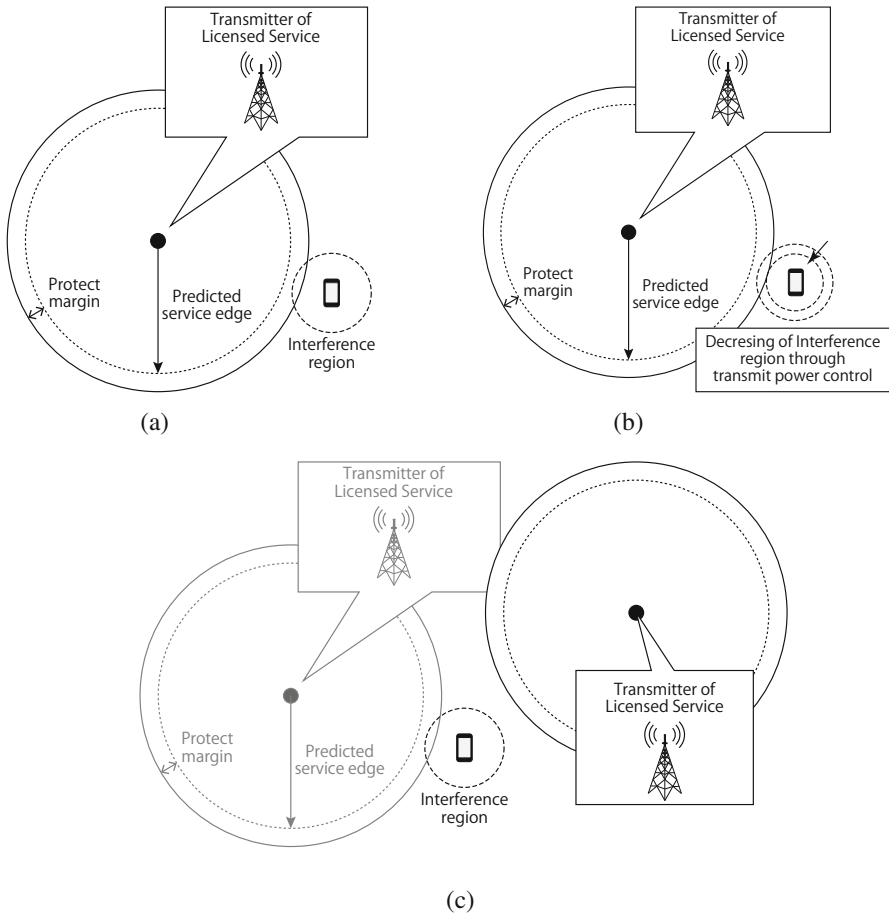 Transmitter of
Licensed Service
Protect
margin
Predicted
service edge
Interference
region
(a)
Transmitter of
Licensed Service
Protect
margin
Predicted
service edge
Decresing of Interference
region through
transmit power control
(b)
Transmitter of
Licensed Service
Protect
margin
Predicted
service edge
Interference
region
Transmitter of
Licensed Service
(c)